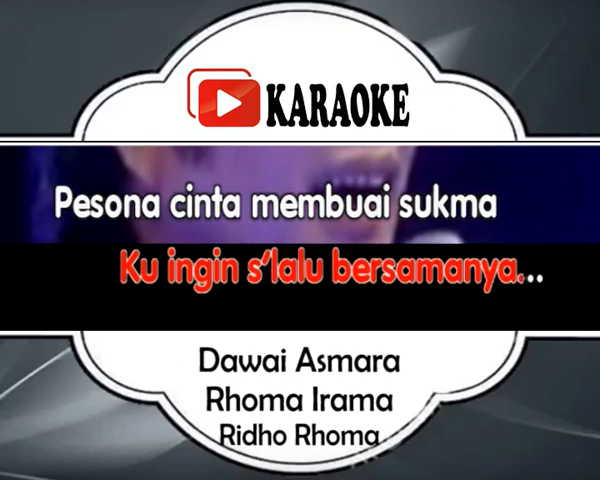 KARAOKE
Pesona cinta membuai sukma
Ku ingin s'lalu bersamanya...
Dawai Asmara
Rhoma Irama
Ridho Rhoma